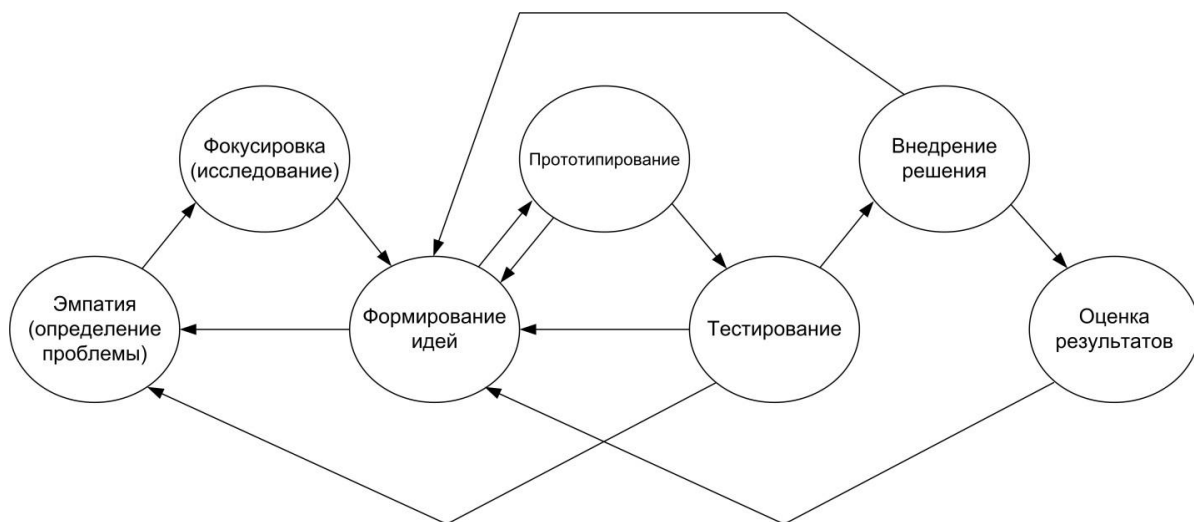 Фокусировка
(исследование)
Прототипирование
Внедрение
решения
Эмпатия
(определение
проблемы)
Формирование
идей
Тестирование
Оценка
результатов